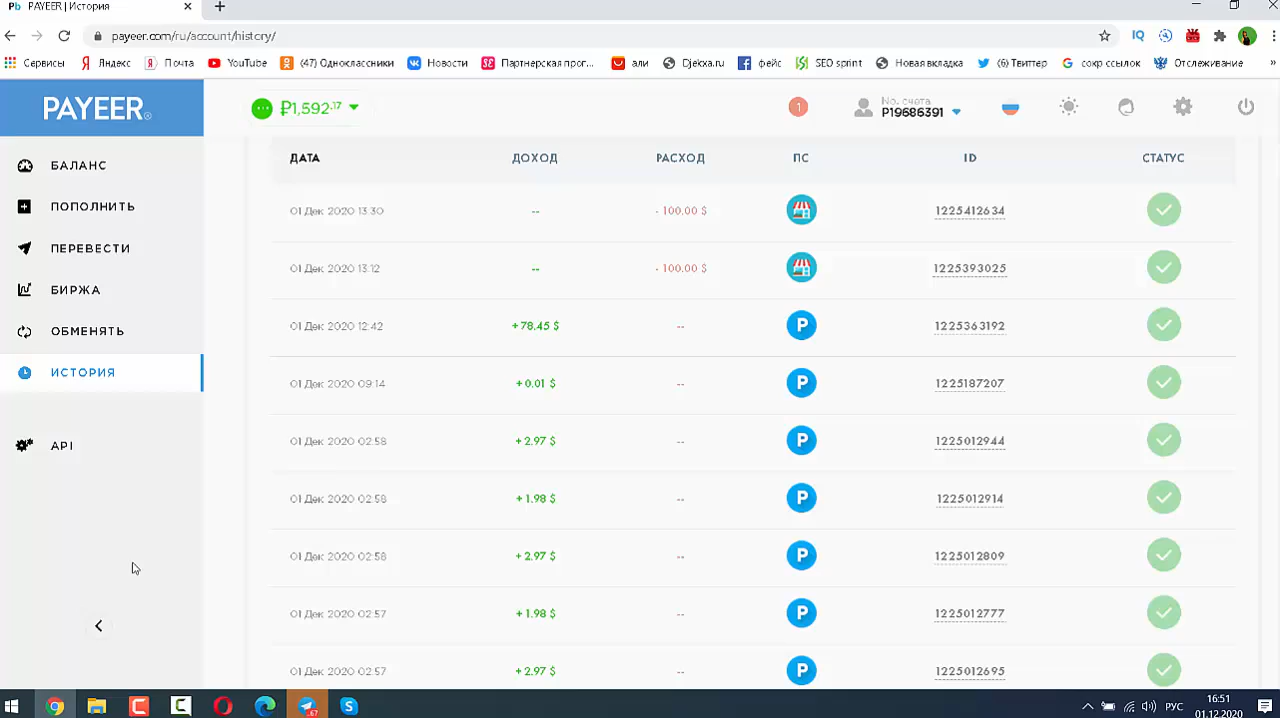 Pb PAYEER | История
payeer.com/ru/account/history/
Сервисы Яндекс Почта YouTube (47) Одноклассники Новости Партнерская прог... али Djekxa.ru фейс SEO sprint Новая вкладка (6) Твиттер сокр ссылок Отслеживание »
PAYEER®
₽1,592.17
1
No. счета
P19686391
БАЛАНС
ПОПОЛНИТЬ
ПЕРЕВЕСТИ
БИРЖА
ОБМЕНЯТЬ
ИСТОРИЯ
API
ДАТА ДОХОД РАСХОД ПС ID СТАТУС
01 Дек 2020 13:30 -- - 100.00 $ 1225412634
01 Дек 2020 13:12 -- - 100.00 $ 1225393025
01 Дек 2020 12:42 +78.45 $ -- P 1225363192
01 Дек 2020 09:14 +0.01 $ -- P 1225187207
01 Дек 2020 02:58 +2.97 $ -- P 1225012944
01 Дек 2020 02:58 +1.98 $ -- P 1225012914
01 Дек 2020 02:58 +2.97 $ -- P 1225012809
01 Дек 2020 02:57 +1.98 $ -- P 1225012777
01 Дек 2020 02:57 +2.97 $ -- P 1225012695
РУС
16:51
01.12.2020